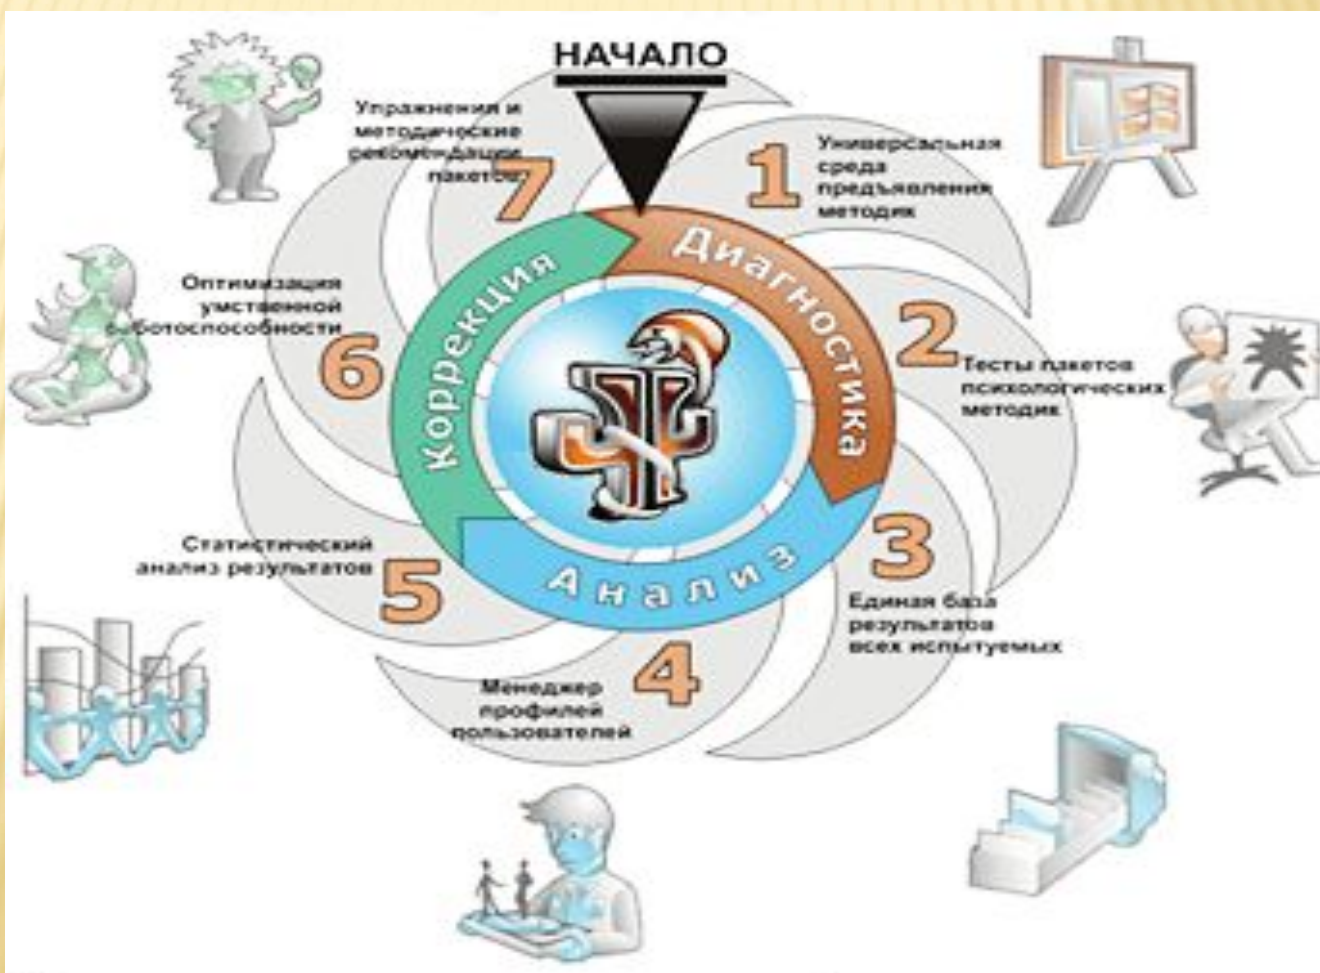 НАЧАЛО
1
Универсальная
среда
предъявления
методик
2
Тесты пакетов
психологических
методик
3
Единая база
результатов
всех испытуемых
4
Менеджер
профилей
пользователей
5
Статистический
анализ результатов
6
Оптимизация
умственной
работоспособности
7
Упражнения и
методические
рекомендации
пакетов
Диагностика
Анализ
Коррекция